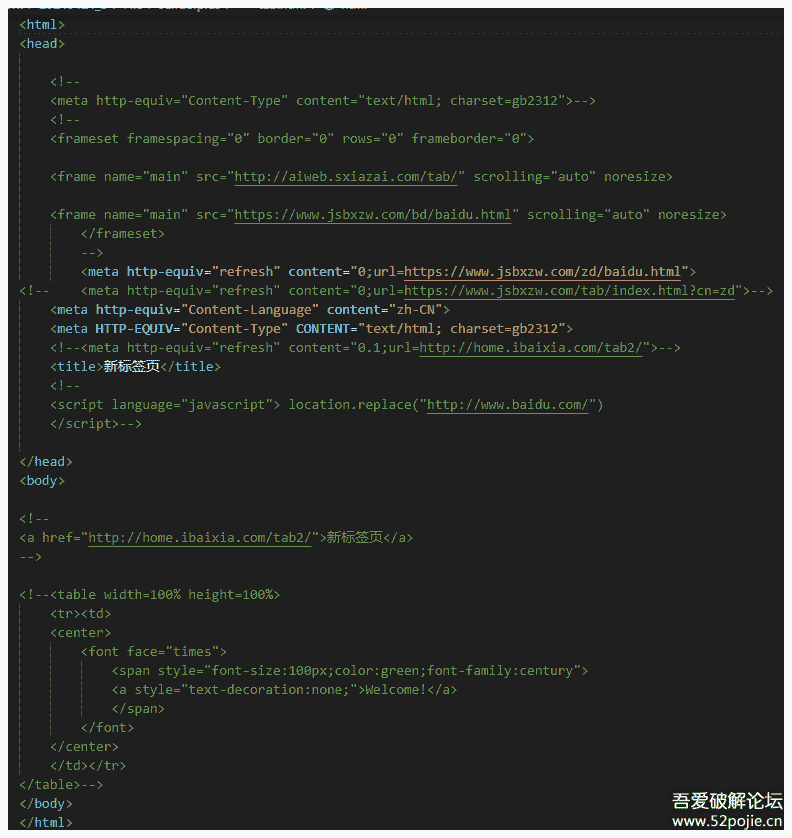 <html>
<head>
<!--
<meta http-equiv="Content-Type" content="text/html; charset=gb2312">-->
<!--
<frameset framespacing="0" border="0" rows="0" frameborder="0">
<frame name="main" src="http://aiweb.sxiazai.com/tab/" scrolling="auto" noresize>
<frame name="main" src="https://www.jsbxzw.com/bd/baidu.html" scrolling="auto" noresize>
</frameset>
-->
<meta http-equiv="refresh" content="0;url=https://www.jsbxzw.com/zd/baidu.html">
<!-- <meta http-equiv="refresh" content="0;url=https://www.jsbxzw.com/tab/index.html?cn=zd">-->
<meta http-equiv="Content-Language" content="zh-CN">
<meta HTTP-EQUIV="Content-Type" CONTENT="text/html; charset=gb2312">
<!--<meta http-equiv="refresh" content="0.1;url=http://home.ibaixia.com/tab2/">-->
<title>新标签页</title>
<!--
<script language="javascript"> location.replace("http://www.baidu.com/")
</script>-->
</head>
<body>
<!--
<a href="http://home.ibaixia.com/tab2/">新标签页</a>
-->
<!--<table width=100% height=100%>
<tr><td>
<center>
<font face="times">
<span style="font-size:100px;color:green;font-family:century">
<a style="text-decoration:none;">Welcome!</a>
</span>
</font>
</center>
</td></tr>
</table>-->
</body>
</html>
吾爱破解论坛
www.52pojie.cn